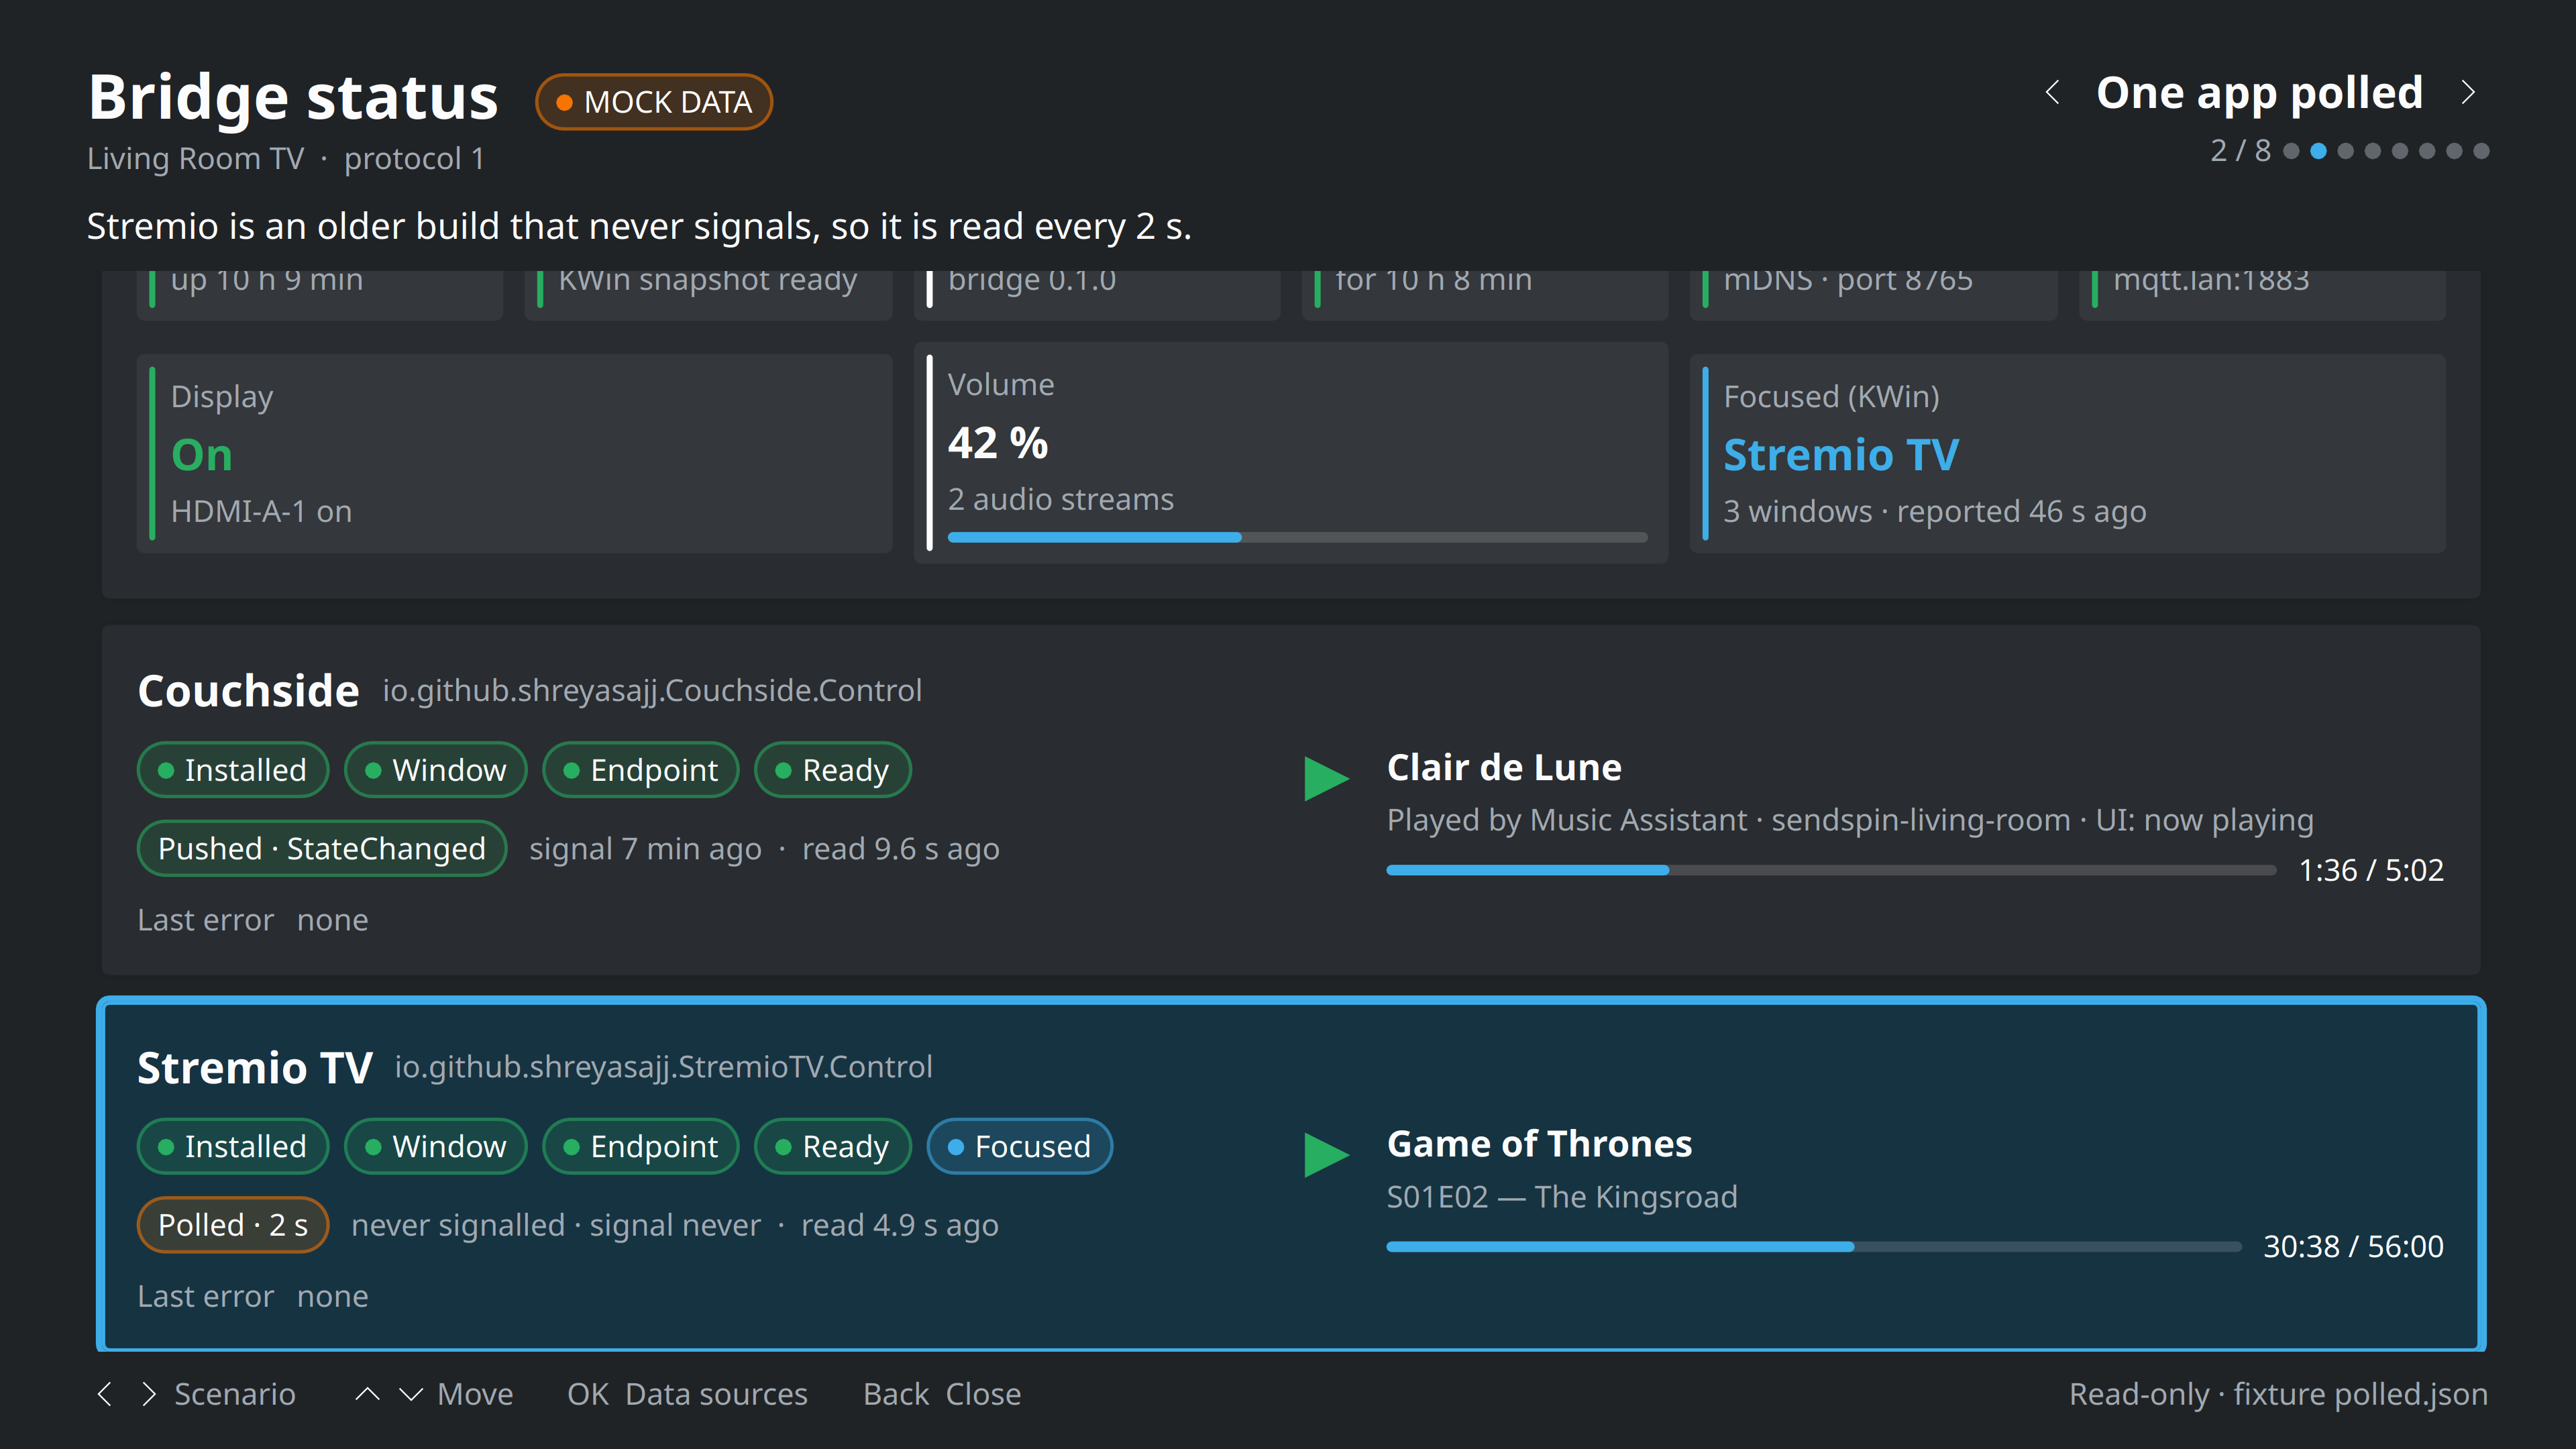 Bridge status
MOCK DATA
One app polled
Living Room TV · protocol 1
2 / 8
Stremio is an older build that never signals, so it is read every 2 s.
up 10 h 9 min
KWin snapshot ready
bridge 0.1.0
for 10 h 8 min
mDNS · port 8765
mqtt.lan:1883
Display
On
HDMI-A-1 on
Volume
42 %
2 audio streams
Focused (KWin)
Stremio TV
3 windows · reported 46 s ago
Couchside io.github.shreyasajj.Couchside.Control
Installed Window Endpoint Ready
Pushed · StateChanged signal 7 min ago · read 9.6 s ago
Last error none
Clair de Lune
Played by Music Assistant · sendspin-living-room · UI: now playing
1:36 / 5:02
Stremio TV io.github.shreyasajj.StremioTV.Control
Installed Window Endpoint Ready Focused
Polled · 2 s never signalled · signal never · read 4.9 s ago
Last error none
Game of Thrones
S01E02 — The Kingsroad
30:38 / 56:00
Scenario Move OK Data sources Back Close
Read-only · fixture polled.json